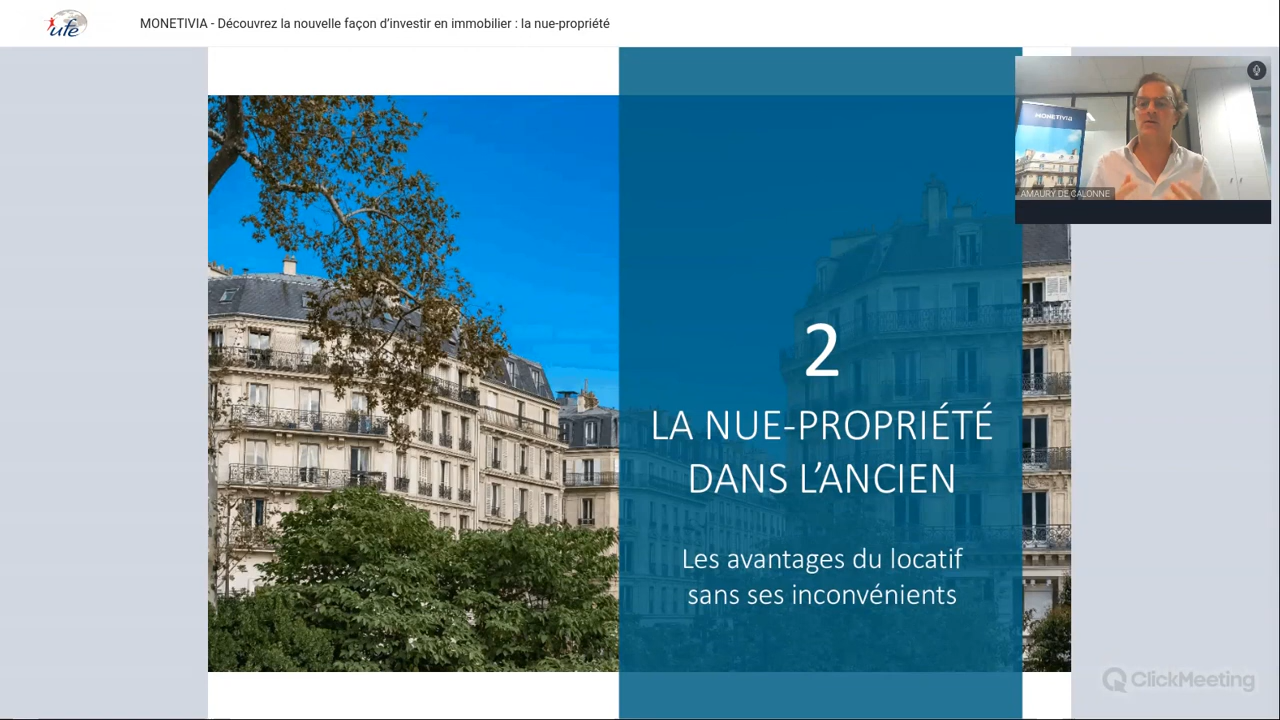 ufe
MONETIVIA - Découvrez la nouvelle façon d’investir en immobilier : la nue-propriété
MONETIVIA
AMAURY DE CALONNE
2
LA NUE-PROPRIÉTÉ
DANS L’ANCIEN
Les avantages du locatif
sans ses inconvénients
ClickMeeting